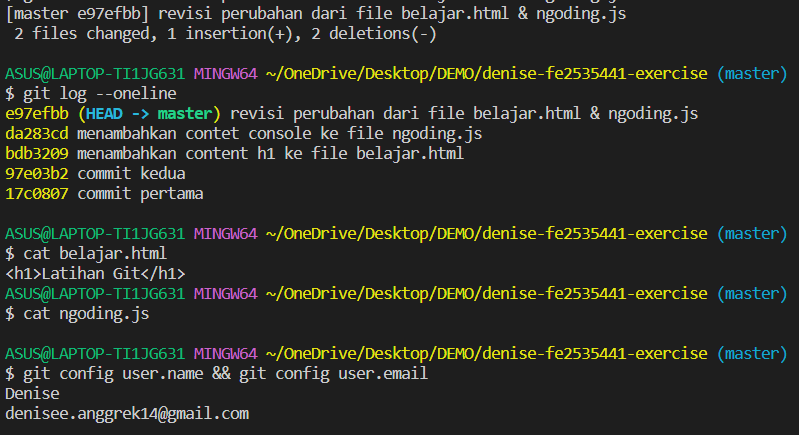 [master e97efbb] revisi perubahan dari file belajar.html & ngoding.js
 2 files changed, 1 insertion(+), 2 deletions(-)

ASUS@LAPTOP-TI1JG631 MINGW64 ~/OneDrive/Desktop/DEMO/denise-fe2535441-exercise (master)
$ git log --oneline
e97efbb (HEAD -> master) revisi perubahan dari file belajar.html & ngoding.js
da283cd menambahkan contet console ke file ngoding.js
bdb3209 menambahkan content h1 ke file belajar.html
97e03b2 commit kedua
17c0807 commit pertama

ASUS@LAPTOP-TI1JG631 MINGW64 ~/OneDrive/Desktop/DEMO/denise-fe2535441-exercise (master)
$ cat belajar.html
<h1>Latihan Git</h1>
ASUS@LAPTOP-TI1JG631 MINGW64 ~/OneDrive/Desktop/DEMO/denise-fe2535441-exercise (master)
$ cat ngoding.js

ASUS@LAPTOP-TI1JG631 MINGW64 ~/OneDrive/Desktop/DEMO/denise-fe2535441-exercise (master)
$ git config user.name && git config user.email
Denise
denisee.anggrek14@gmail.com